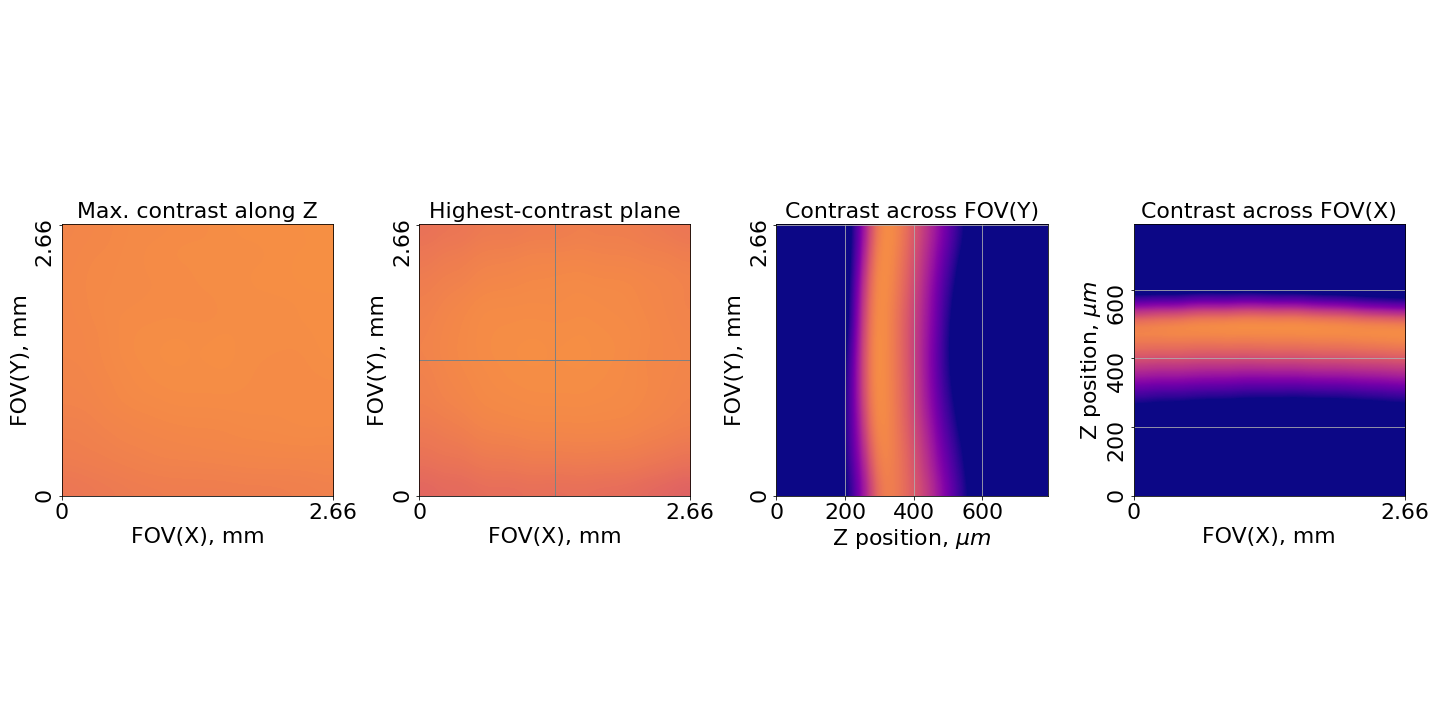 Max. contrast along Z
2.66
FOV(Y), mm
0
0
2.66
FOV(X), mm
Highest-contrast plane
2.66
FOV(Y), mm
0
0
2.66
FOV(X), mm
Contrast across FOV(Y)
2.66
FOV(Y), mm
0
0
200
400
600
Z position, μm
Contrast across FOV(X)
600
400
200
0
Z position, μm
0
2.66
FOV(X), mm